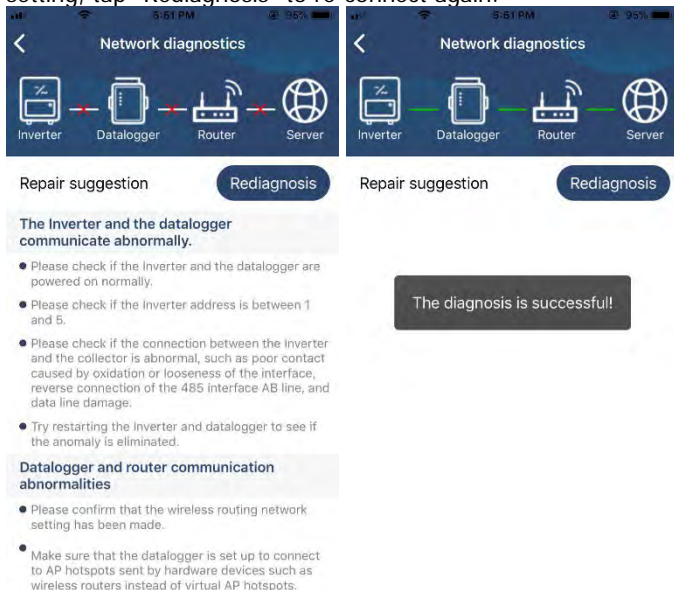 setting, tap "Rediagnosis" to re-connect again.
5:51 PM 95%
Network diagnostics
Inverter Datalogger Router Server
Repair suggestion Rediagnosis
The Inverter and the datalogger
communicate abnormally.
Please check if the Inverter and the datalogger are
powered on normally.
Please check if the Inverter address is between 1
and 5.
Please check if the connection between the Inverter
and the collector is abnormal, such as poor contact
caused by oxidation or looseness of the interface,
reverse connection of the 485 interface AB line, and
data line damage.
Try restarting the Inverter and datalogger to see if
the anomaly is eliminated.
Datalogger and router communication
abnormalities
Please confirm that the wireless routing network
setting has been made.
Make sure that the datalogger is set up to connect
to AP hotspots sent by hardware devices such as
wireless routers instead of virtual AP hotspots.
5:51 PM 95%
Network diagnostics
Inverter Datalogger Router Server
Repair suggestion Rediagnosis
The diagnosis is successful!